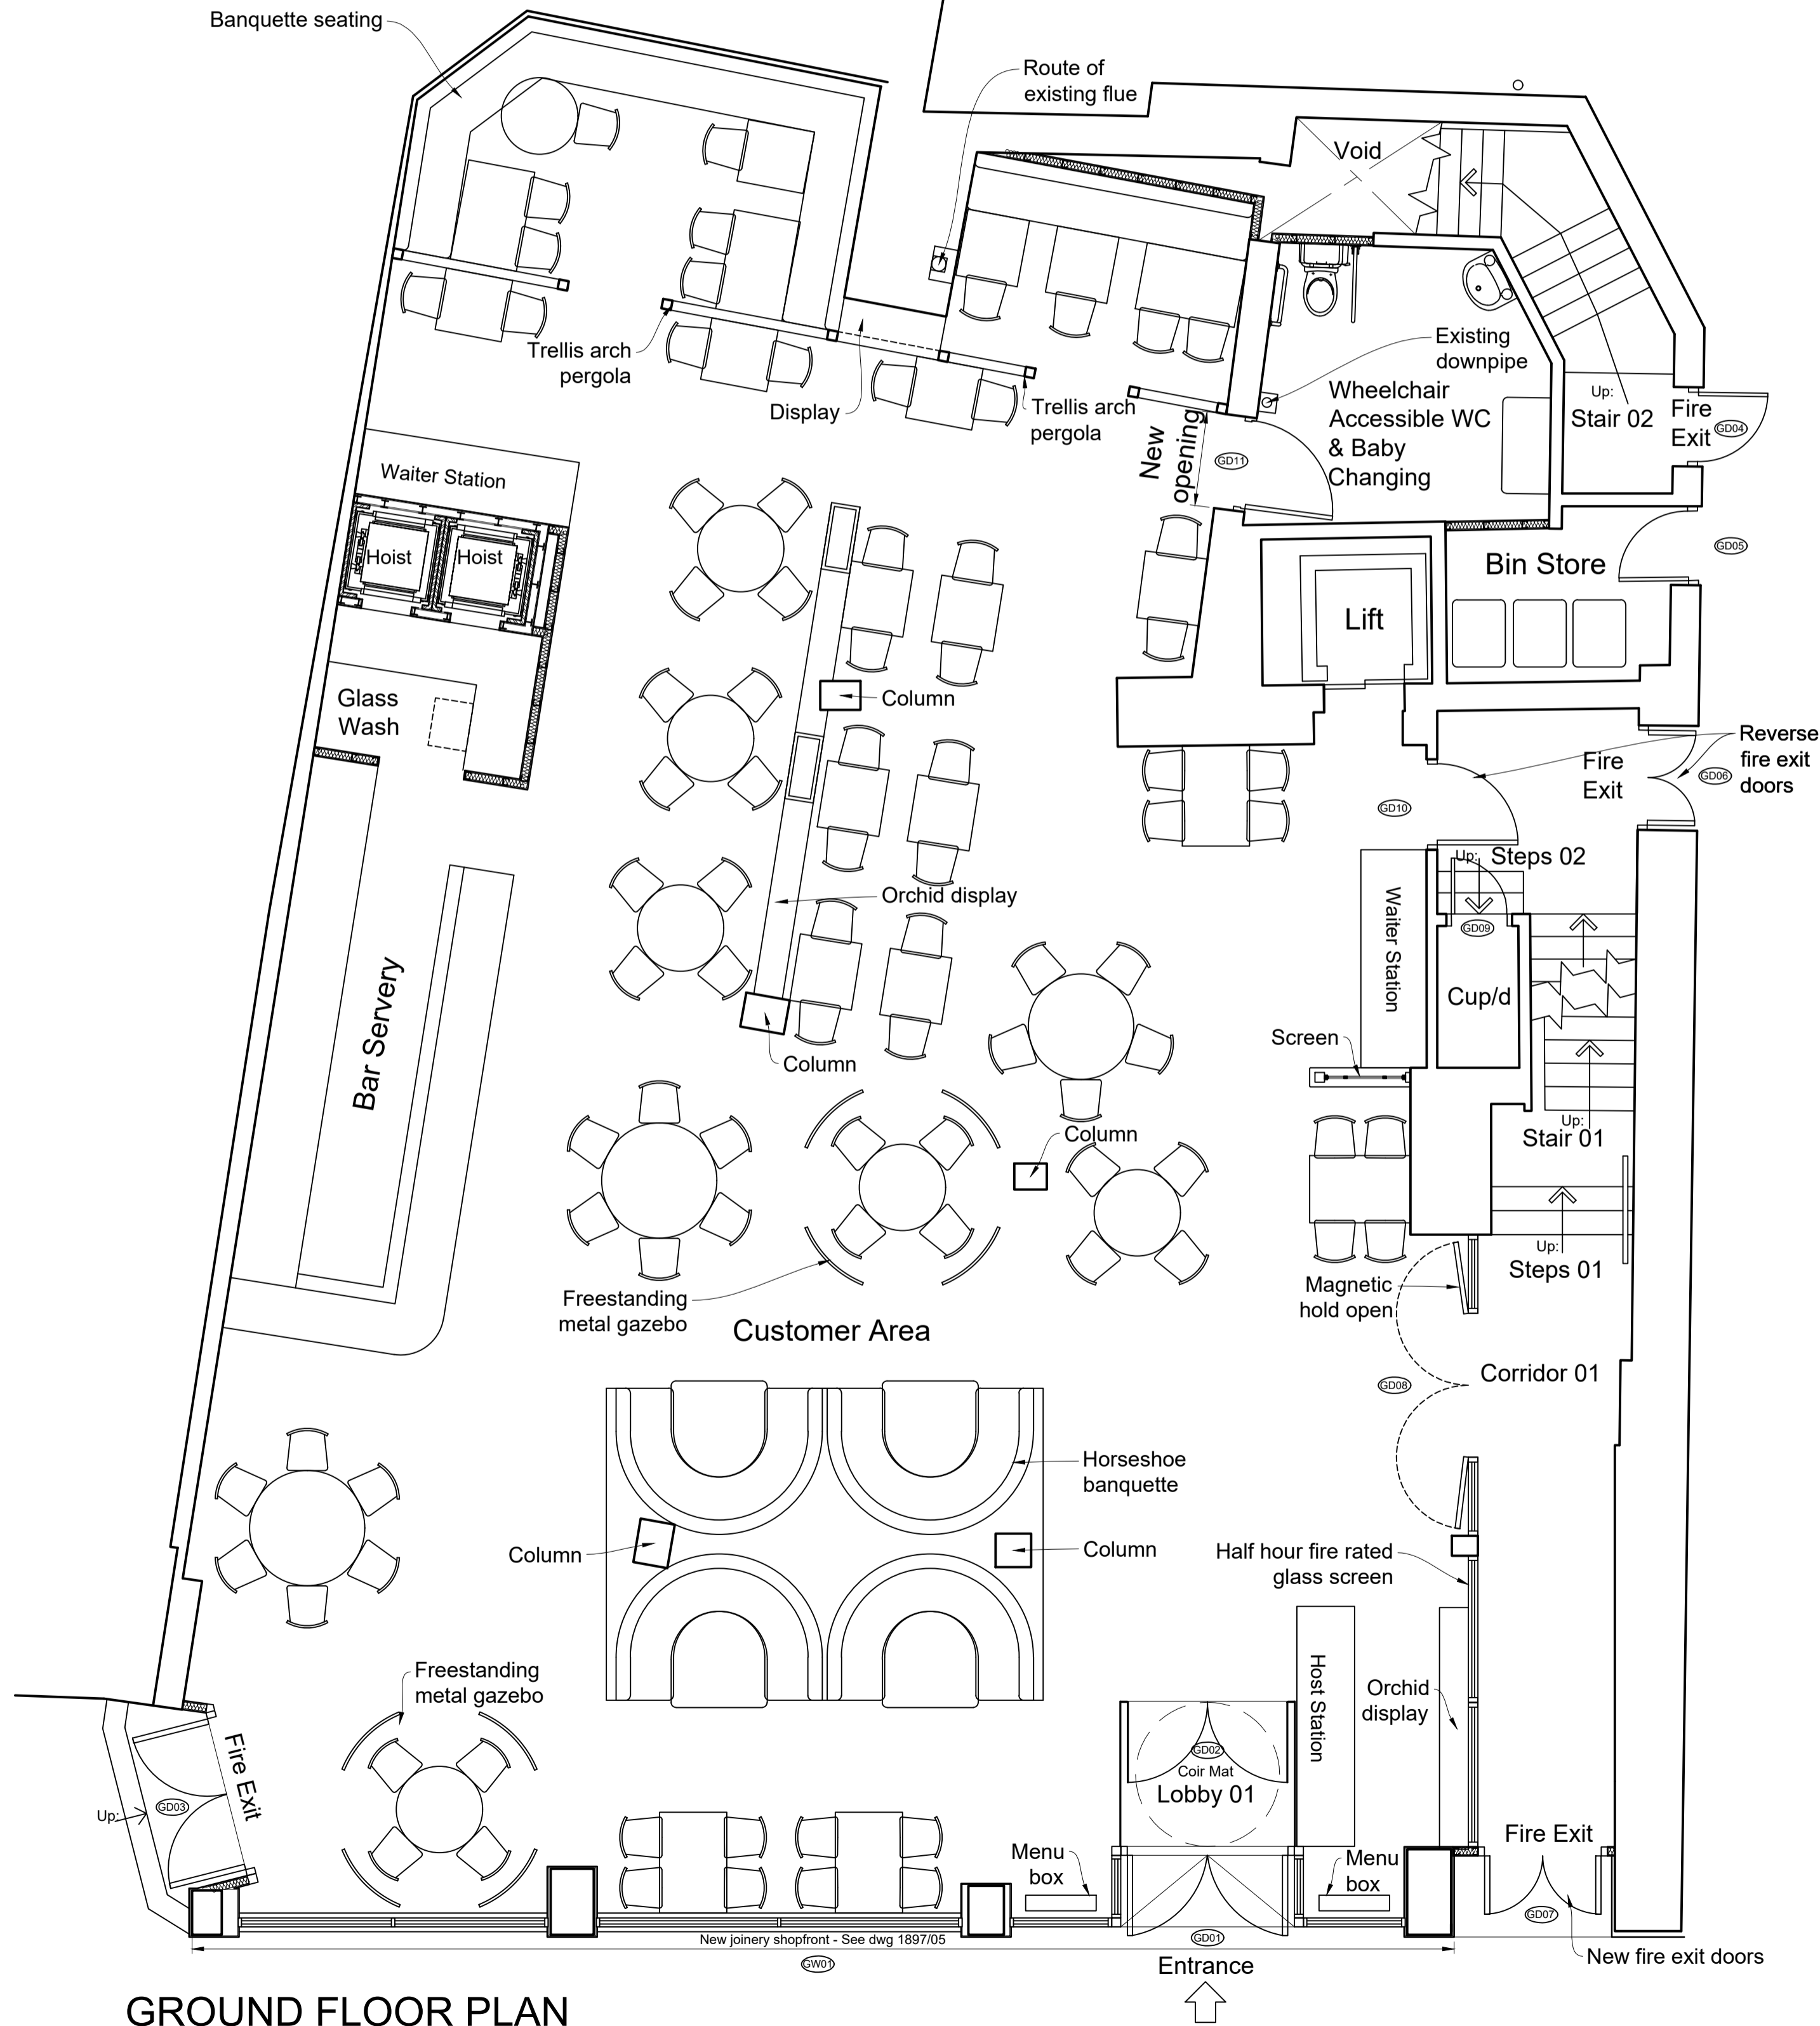 Banquette seating
Route of
existing flue
Void
Existing
downpipe
Trellis arch
pergola
Display
Trellis arch
pergola
Wheelchair
Accessible WC
& Baby
Changing
Up:
Stair 02
Fire
Exit
GD04
New
opening
GD11
Waiter Station
Hoist
Hoist
GD05
Bin Store
Lift
Glass
Wash
Column
Reverse
fire exit
doors
Fire
Exit
GD06
GD10
Up:
Steps 02
Orchid display
Waiter Station
GD09
Cup/d
Bar Servery
Screen
Column
Column
Up:
Stair 01
Up:
Steps 01
Magnetic
hold open
Freestanding
metal gazebo
Customer Area
Corridor 01
GD08
Horseshoe
banquette
Column
Column
Half hour fire rated
glass screen
Freestanding
metal gazebo
Host Station
Orchid
display
Fire Exit
GD02
Coir Mat
Lobby 01
Up:
GD03
Fire Exit
Menu
box
Menu
box
GD07
New joinery shopfront - See dwg 1897/05
GD01
New fire exit doors
GW01
Entrance
GROUND FLOOR PLAN